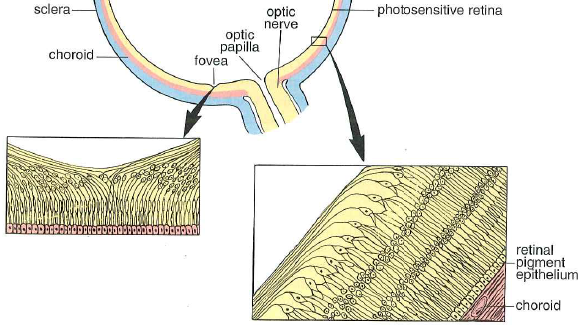 sclera
choroid
fovea
optic
papilla
optic
nerve
photosensitive retina
retinal
pigment
epithelium
choroid